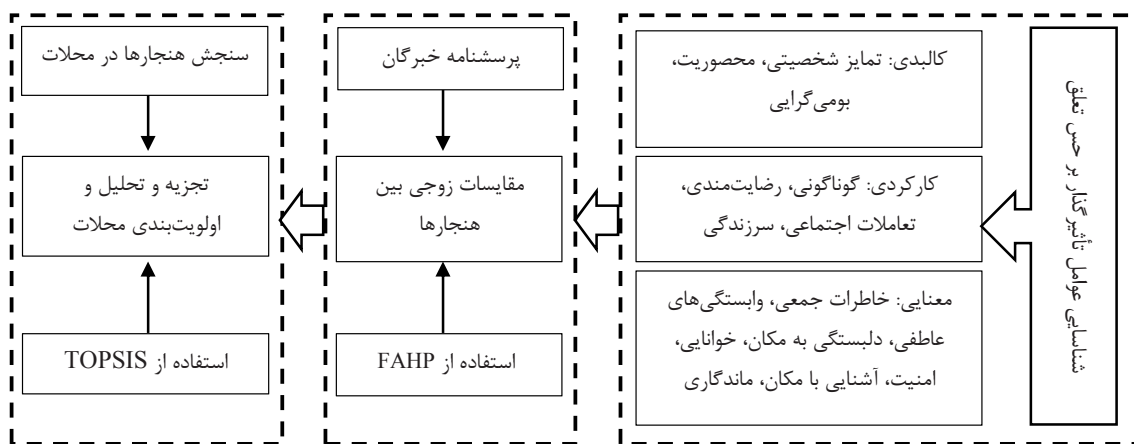 شناسایی عوامل تأثیرگذار بر حس تعلق
کالبدی: تمایز شخصیتی، محصوریت،
بومی‌گرایی
کارکردی: گوناگونی، رضایت‌مندی،
تعاملات اجتماعی، سرزندگی
معنایی: خاطرات جمعی، وابستگی‌های
عاطفی، دلبستگی به مکان، خوانایی،
امنیت، آشنایی با مکان، ماندگاری
پرسشنامه خبرگان
مقایسات زوجی بین
هنجارها
استفاده از FAHP
سنجش هنجارها در محلات
تجزیه و تحلیل و
اولویت‌بندی محلات
استفاده از TOPSIS